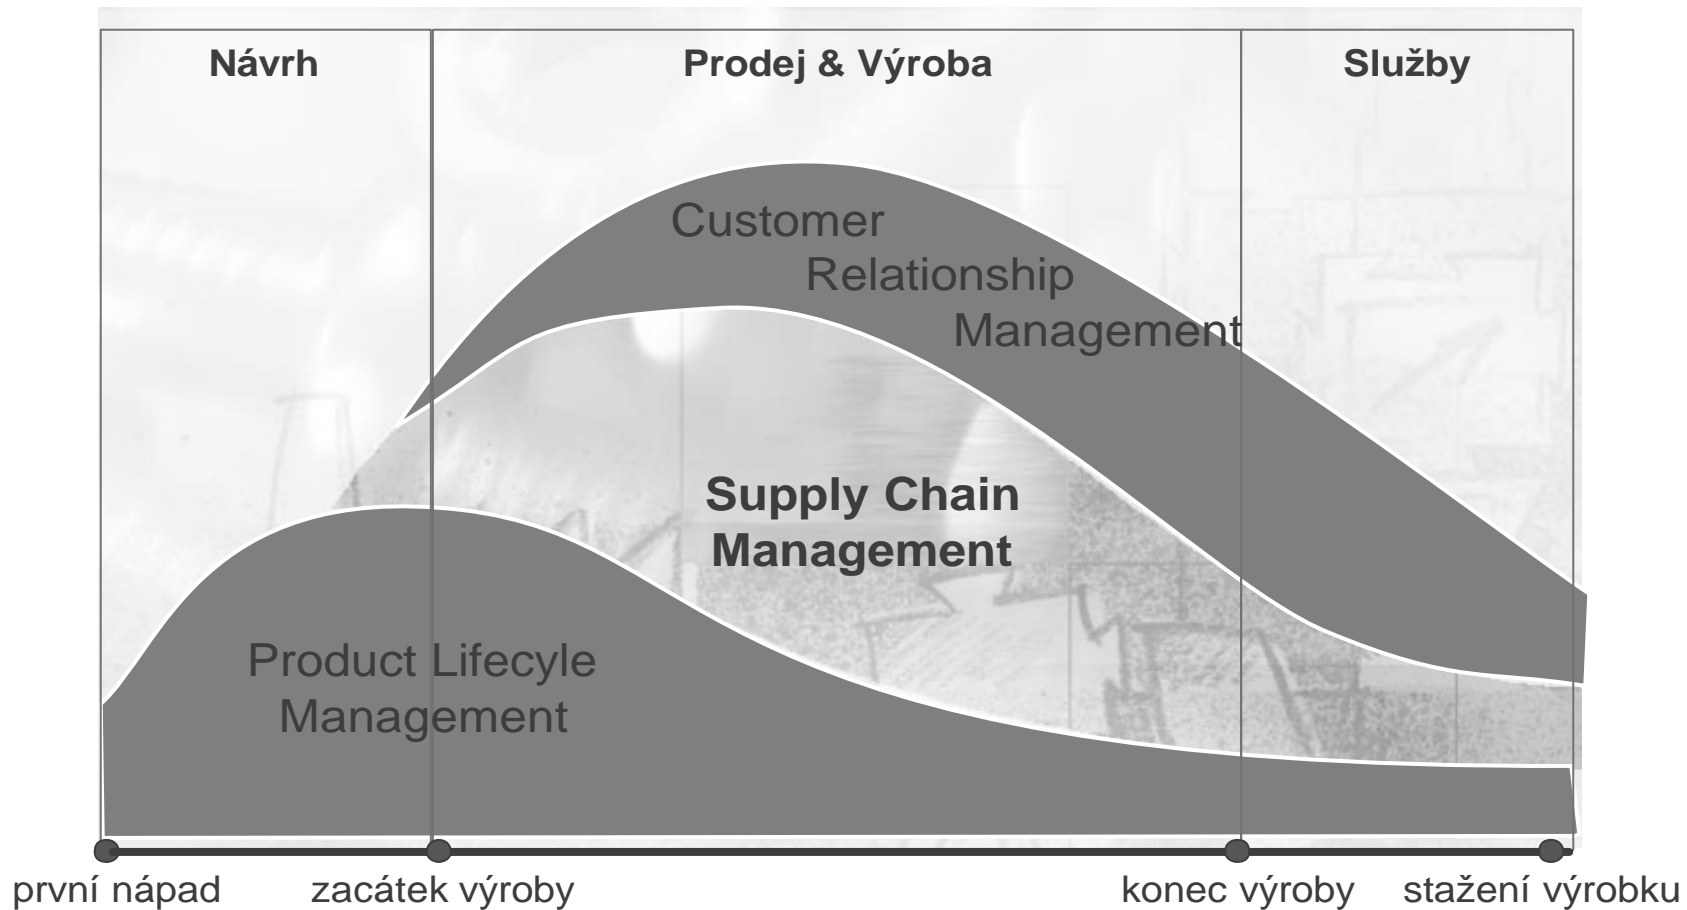 Návrh
Prodej & Výroba
Služby
Customer
Relationship
Management
Supply Chain
Management
Product Lifecyle
Management
první nápad
zacátek výroby
konec výroby
stažení výrobku